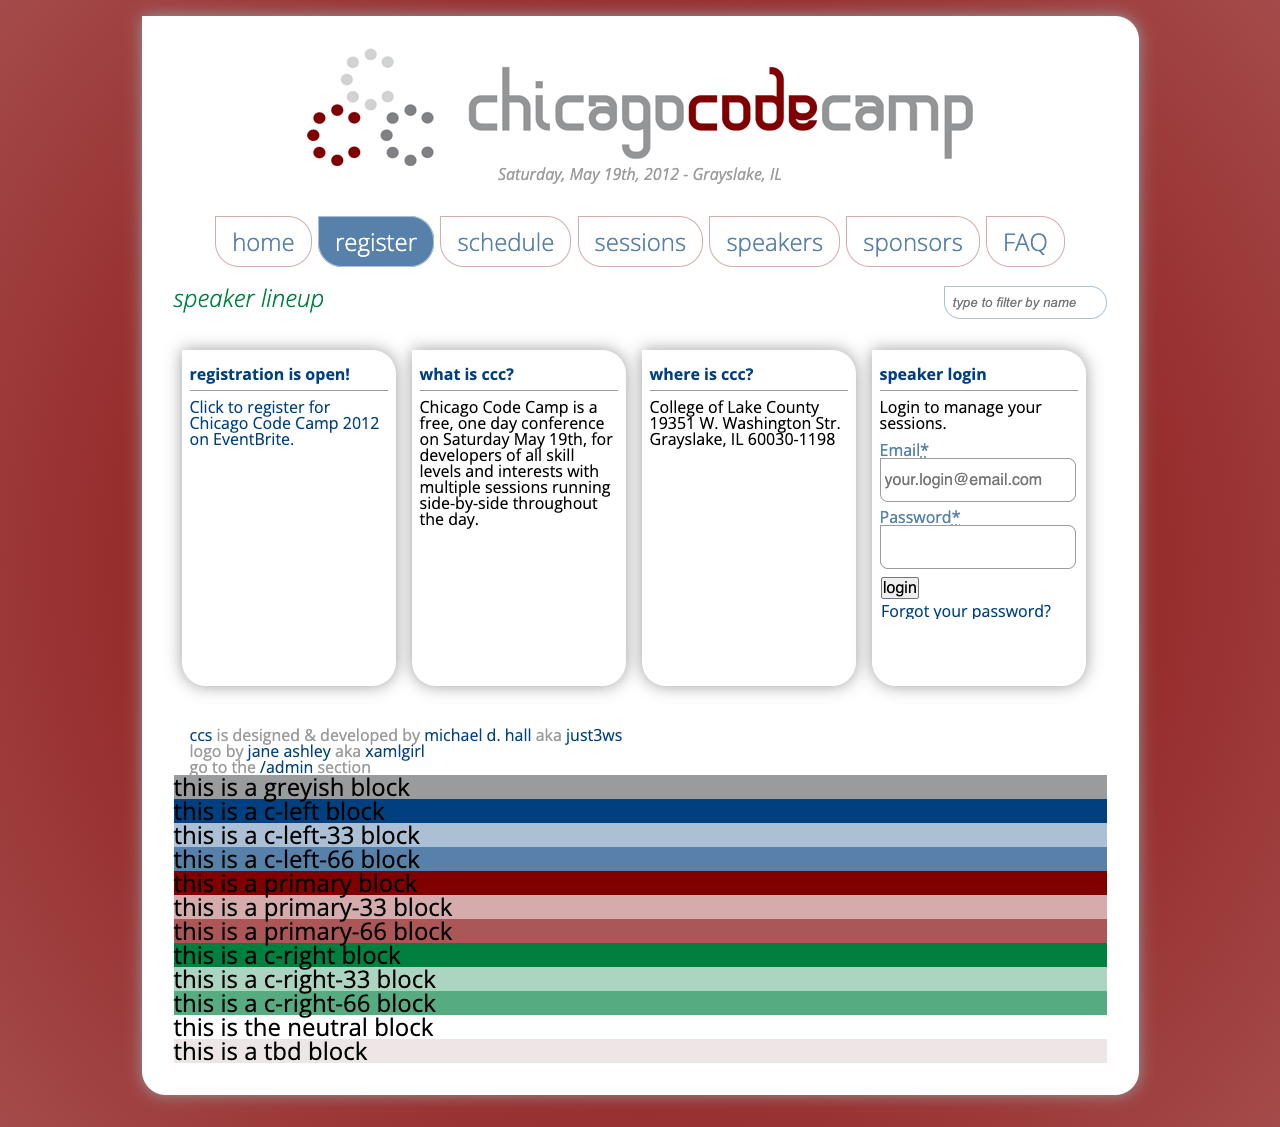 chicagocodecamp
Saturday, May 19th, 2012 - Grayslake, IL
home register schedule sessions speakers sponsors FAQ
speaker lineup
type to filter by name
registration is open!
Click to register for
Chicago Code Camp 2012
on EventBrite.
what is ccc?
Chicago Code Camp is a
free, one day conference
on Saturday May 19th, for
developers of all skill
levels and interests with
multiple sessions running
side-by-side throughout
the day.
where is ccc?
College of Lake County
19351 W. Washington Str.
Grayslake, IL 60030-1198
speaker login
Login to manage your
sessions.
Email*
your.login@email.com
Password*
login
Forgot your password?
ccs is designed & developed by michael d. hall aka just3ws
logo by jane ashley aka xamlgirl
go to the /admin section
this is a greyish block
this is a c-left block
this is a c-left-33 block
this is a c-left-66 block
this is a primary block
this is a primary-33 block
this is a primary-66 block
this is a c-right block
this is a c-right-33 block
this is a c-right-66 block
this is the neutral block
this is a tbd block